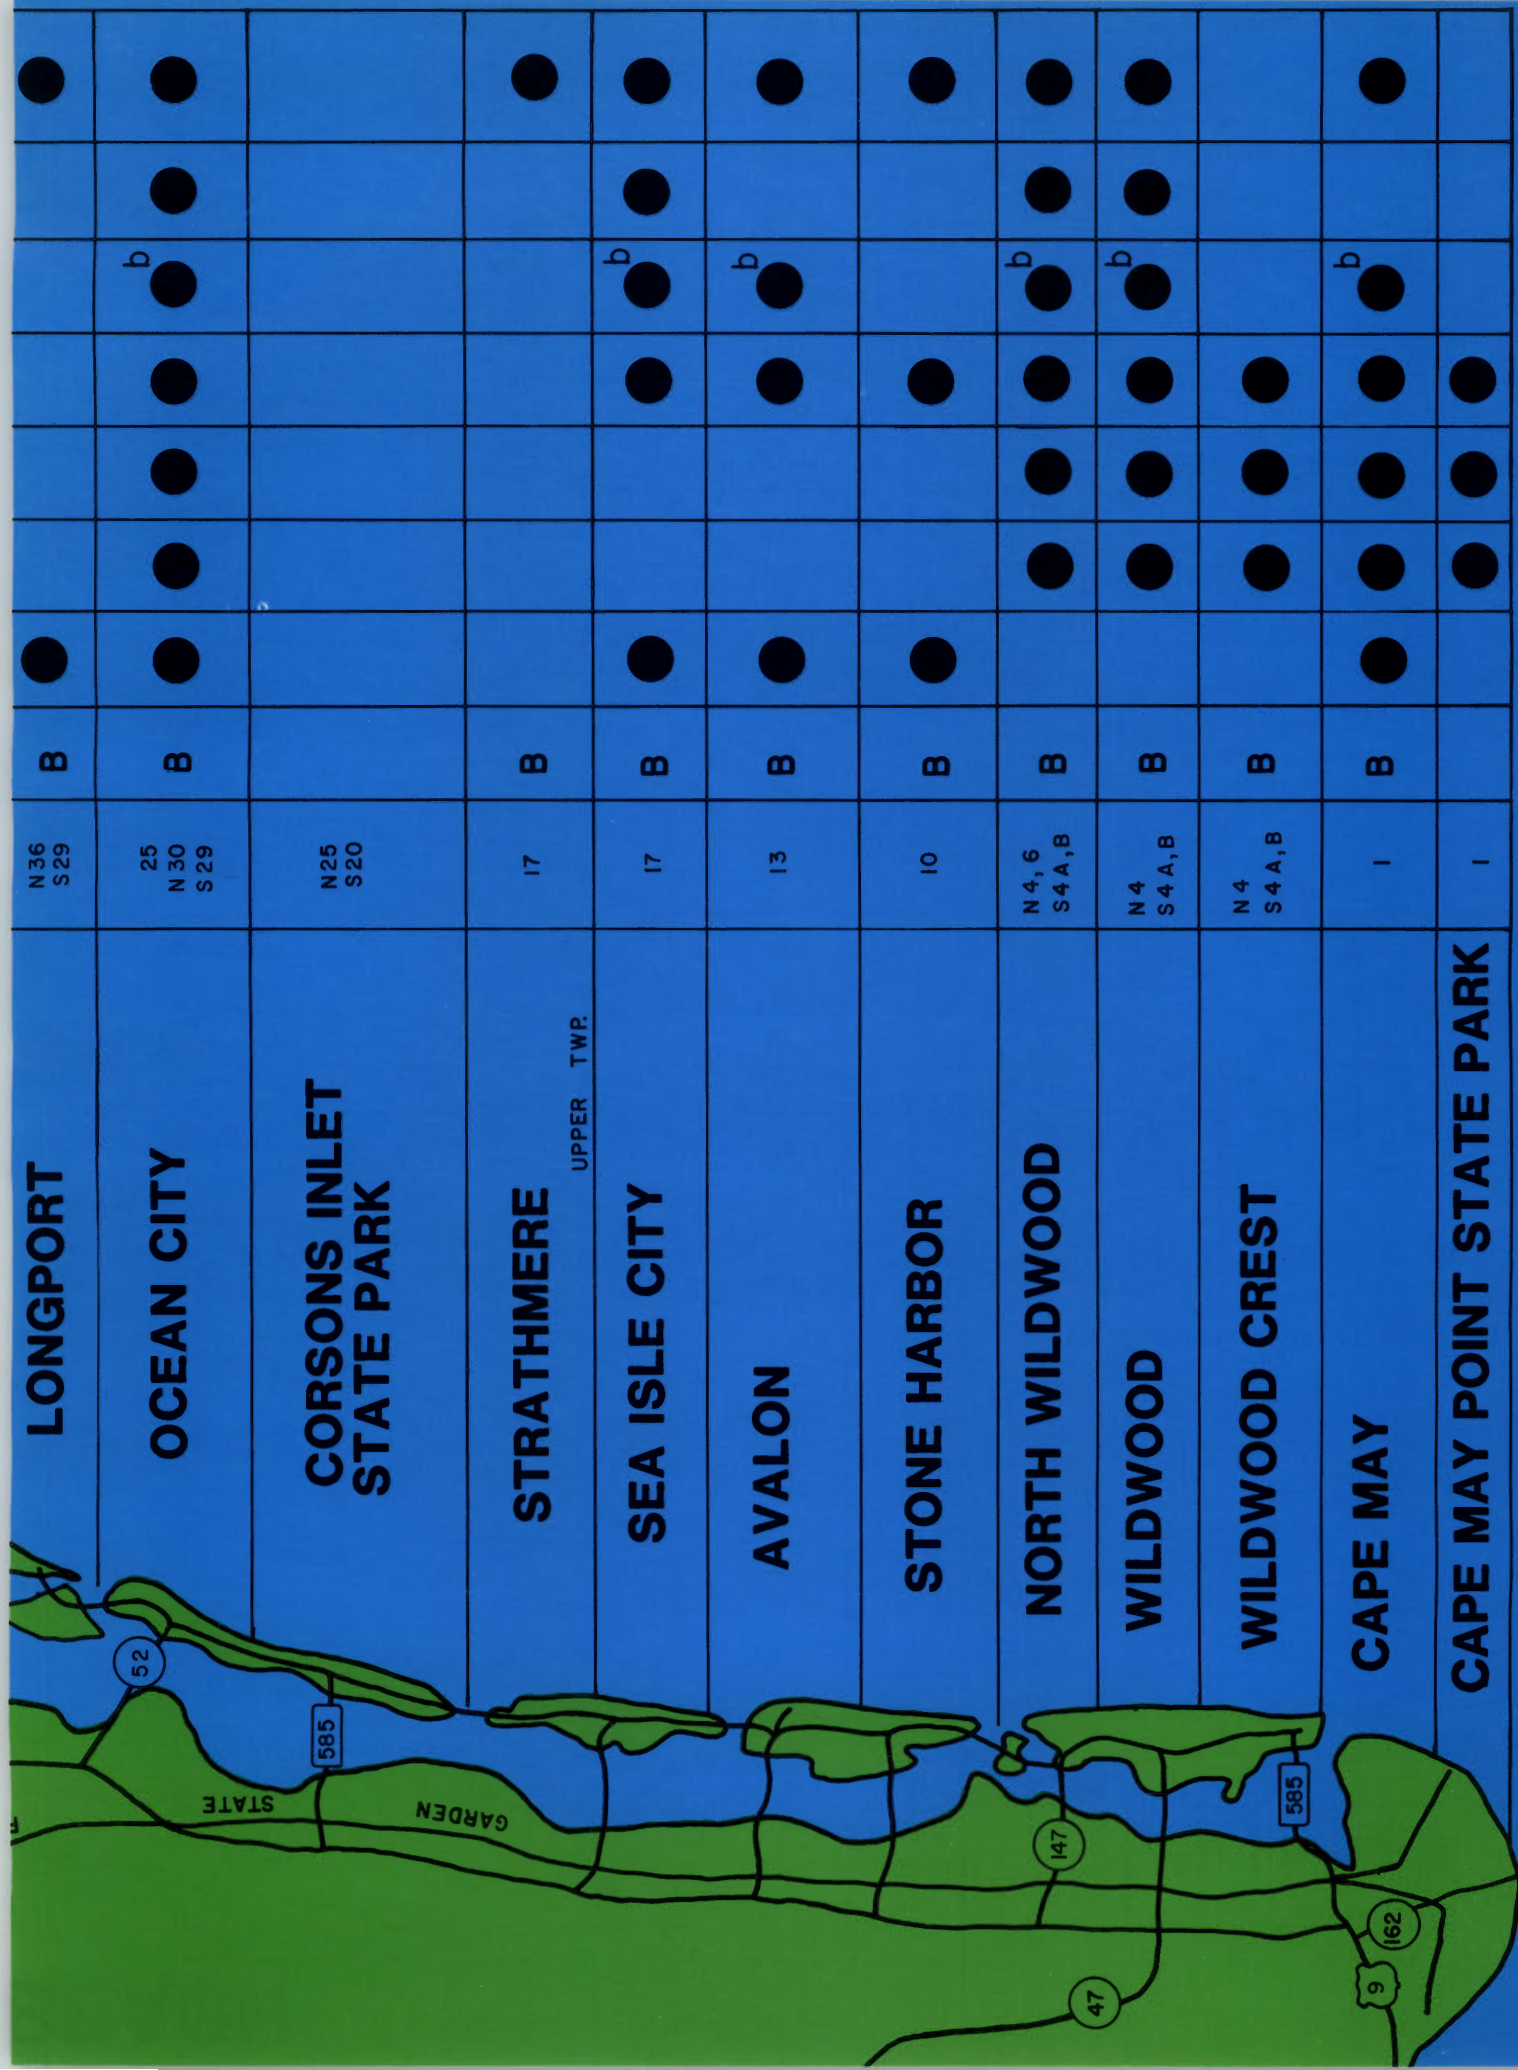 LONGPORT
N36
S29
B
OCEAN CITY
25
N30
S29
B
b
CORSONS INLET
STATE PARK
N25
S20
STRATHMERE
UPPER TWP.
17
B
SEA ISLE CITY
17
B
b
AVALON
13
B
b
STONE HARBOR
10
B
NORTH WILDWOOD
N4, 6
S4A,B
B
b
WILDWOOD
N4
S4A,B
B
b
WILDWOOD CREST
N4
S4A,B
B
CAPE MAY
1
B
b
CAPE MAY POINT STATE PARK
1
52
585
GARDEN
STATE
147
47
585
162
9